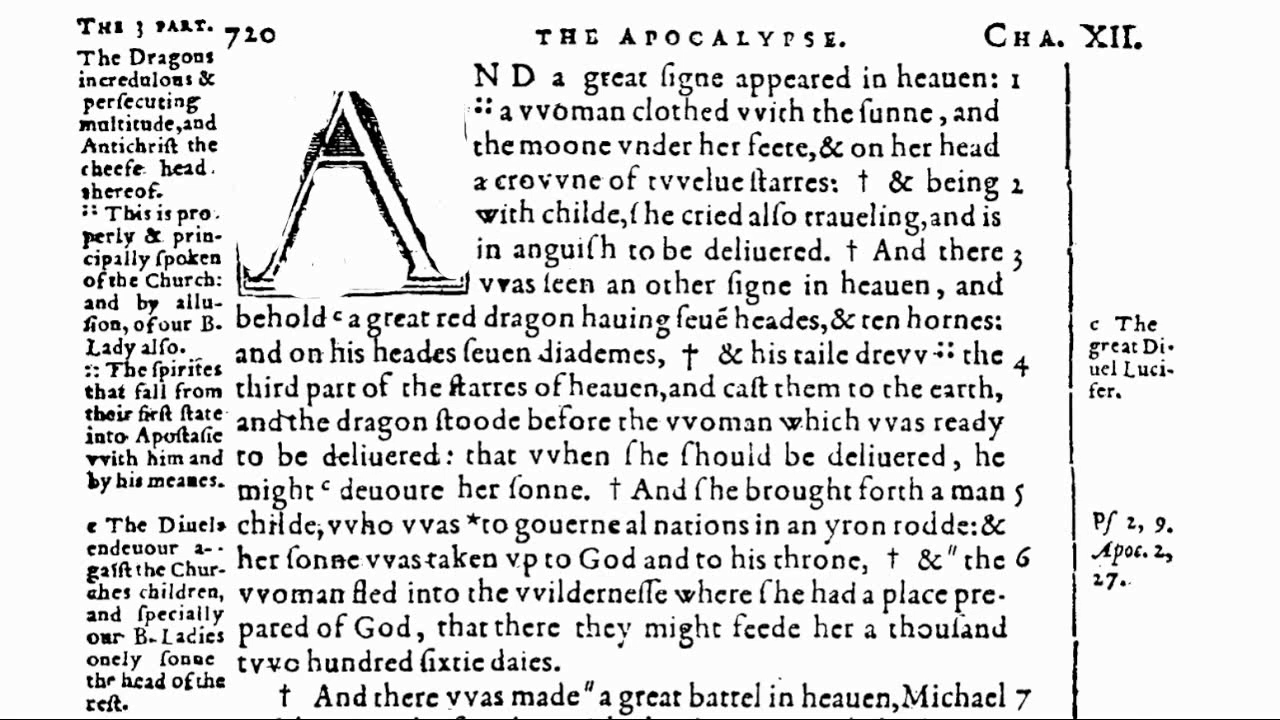 THE 3 PART. 720 THE APOCALYPSE. CHA. XII.
The Dragons
incredulous &
persecuting
multitude, and
Antichrist the
cheefe head.
thereof.
⁙ This is pro.
perly & prin-
cipally ſpoken
of the Church:
and by allu-
ſion, of our B.
Lady alſo.
:: The ſpirites
that fall from
their firſt ſtate
into Apoſtaſie
vvith him and
by his meanes.
e The Diuels
endeuour a-
gaiſt the Chur-
ches children,
and ſpecially
our B. Ladies
onely ſonne
the head of the
reſt.
AND a great ſigne appeared in heauen: 1
⁙ a vvoman clothed vvith the ſunne, and
the moone vnder her feete, & on her head
a crovvne of tvvelue ſtarres: † & being 2
with childe, ſhe cried alſo traueling, and is
in anguiſh to be deliuered. † And there 3
vvas ſeen an other ſigne in heauen, and
behold c a great red dragon hauing ſeuẽ heades, & ten hornes:
and on his heades ſeuen diademes, † & his taile drevv ⁙ the 4
third part of the ſtarres of heauen, and caſt them to the earth,
and the dragon ſtoode before the vvoman which vvas ready
to be deliuered: that vvhen ſhe ſhould be deliuered, he
might c deuoure her ſonne. † And ſhe brought forth a man 5
childe, vvho vvas *to gouerne al nations in an yron rodde: &
her ſonne vvas taken vp to God and to his throne, † & " the 6
vvoman fled into the vvilderneſſe where ſhe had a place pre-
pared of God, that there they might feede her a thouſand
tvvo hundred ſixtie daies.
† And there vvas made " a great battel in heauen, Michael 7
c The
great Di-
uel Luci-
fer.
Pſ 2, 9.
Apoc. 2,
27.